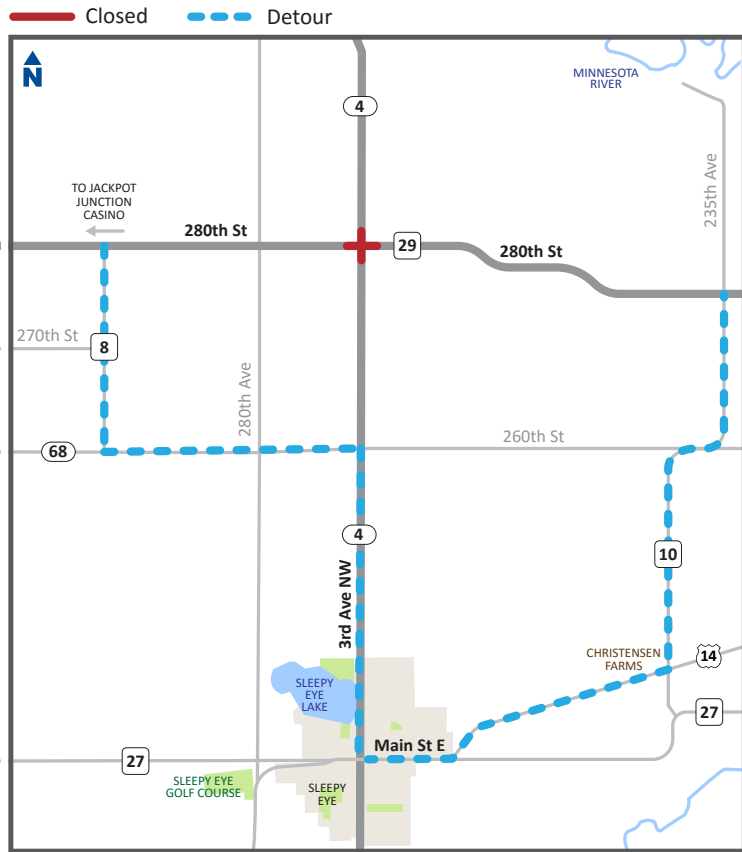 Closed
Detour
N
MINNESOTA
RIVER
4
235th Ave
TO JACKPOT
JUNCTION
CASINO
280th St
29
280th St
270th St
8
280th Ave
68
260th St
4
10
3rd Ave NW
CHRISTENSEN
FARMS
14
SLEEPY
EYE
LAKE
27
Main St E
27
SLEEPY EYE
GOLF COURSE
SLEEPY
EYE